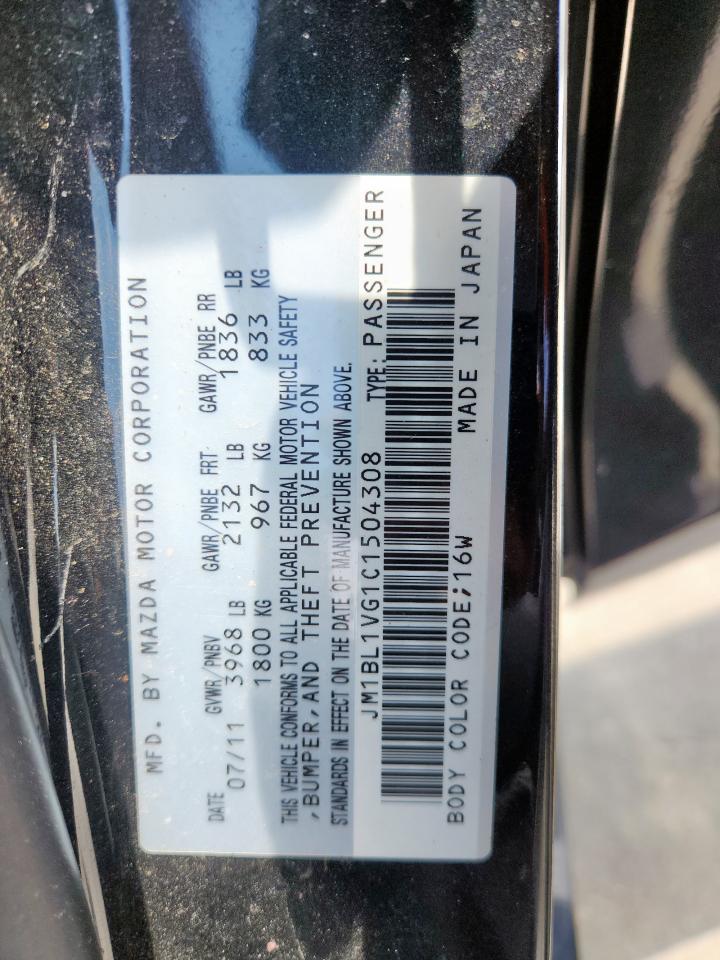 MFD. BY MAZDA MOTOR CORPORATION
DATE GVWR/PNBV GAWR/PNBE FRT GAWR/PNBE RR
07/11 3968 LB 2132 LB 1836 LB
1800 KG 967 KG 833 KG
THIS VEHICLE CONFORMS TO ALL APPLICABLE FEDERAL MOTOR VEHICLE SAFETY
,BUMPER,AND THEFT PREVENTION
STANDARDS IN EFFECT ON THE DATE OF MANUFACTURE SHOWN ABOVE.
JM1BL1VG1C1504308 TYPE: PASSENGER
BODY COLOR CODE;16W MADE IN JAPAN